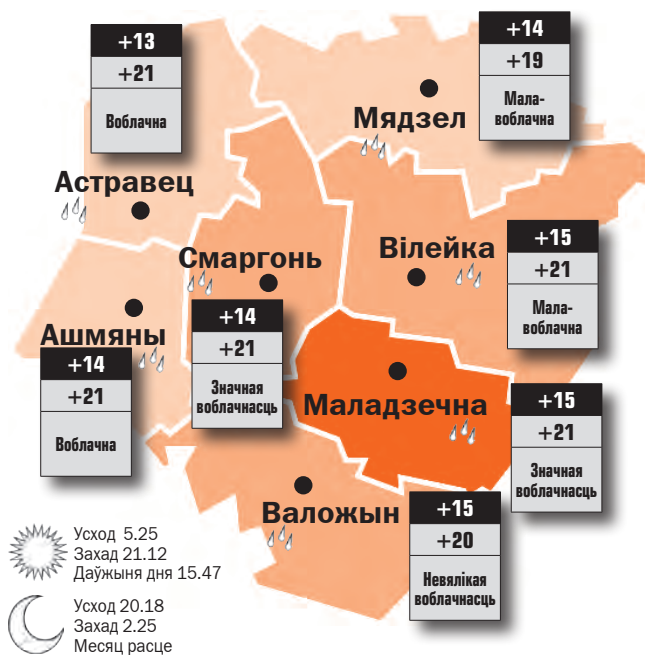 +13
+21
Воблачна
Астравец
+14
+19
Мала-
воблачна
Мядзел
Смаргонь
+14
+21
Значная
воблачнасць
Вілейка
+15
+21
Мала-
воблачна
Ашмяны
+14
+21
Воблачна
Маладзечна
+15
+21
Значная
воблачнасць
Валожын
+15
+20
Невялікая
воблачнасць
Усход 5.25
Захад 21.12
Даўжыня дня 15.47
Усход 20.18
Захад 2.25
Месяц расце